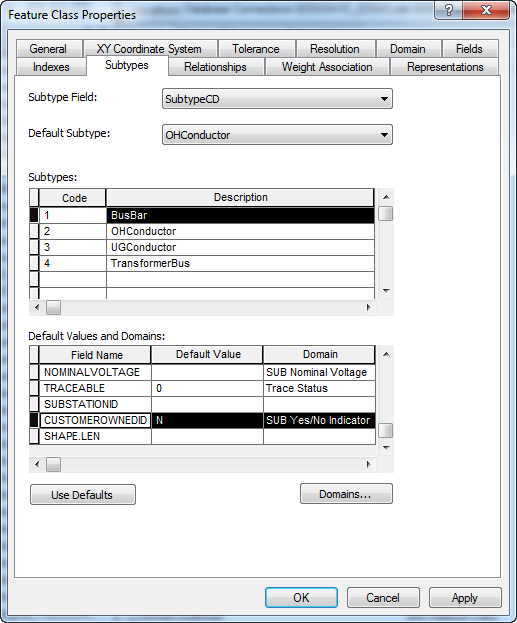 Feature Class Properties
General XY Coordinate System Tolerance Resolution Domain Fields
Indexes Subtypes Relationships Weight Association Representations
Subtype Field: SubtypeCD
Default Subtype: OHConductor
Subtypes:
Code Description
1 BusBar
2 OHConductor
3 UGConductor
4 TransformerBus
Default Values and Domains:
Field Name Default Value Domain
NOMINALVOLTAGE SUB Nominal Voltage
TRACEABLE 0 Trace Status
SUBSTATIONID
CUSTOMEROWNEDID N SUB Yes/No Indicator
SHAPE.LEN
Use Defaults Domains...
OK Cancel Apply